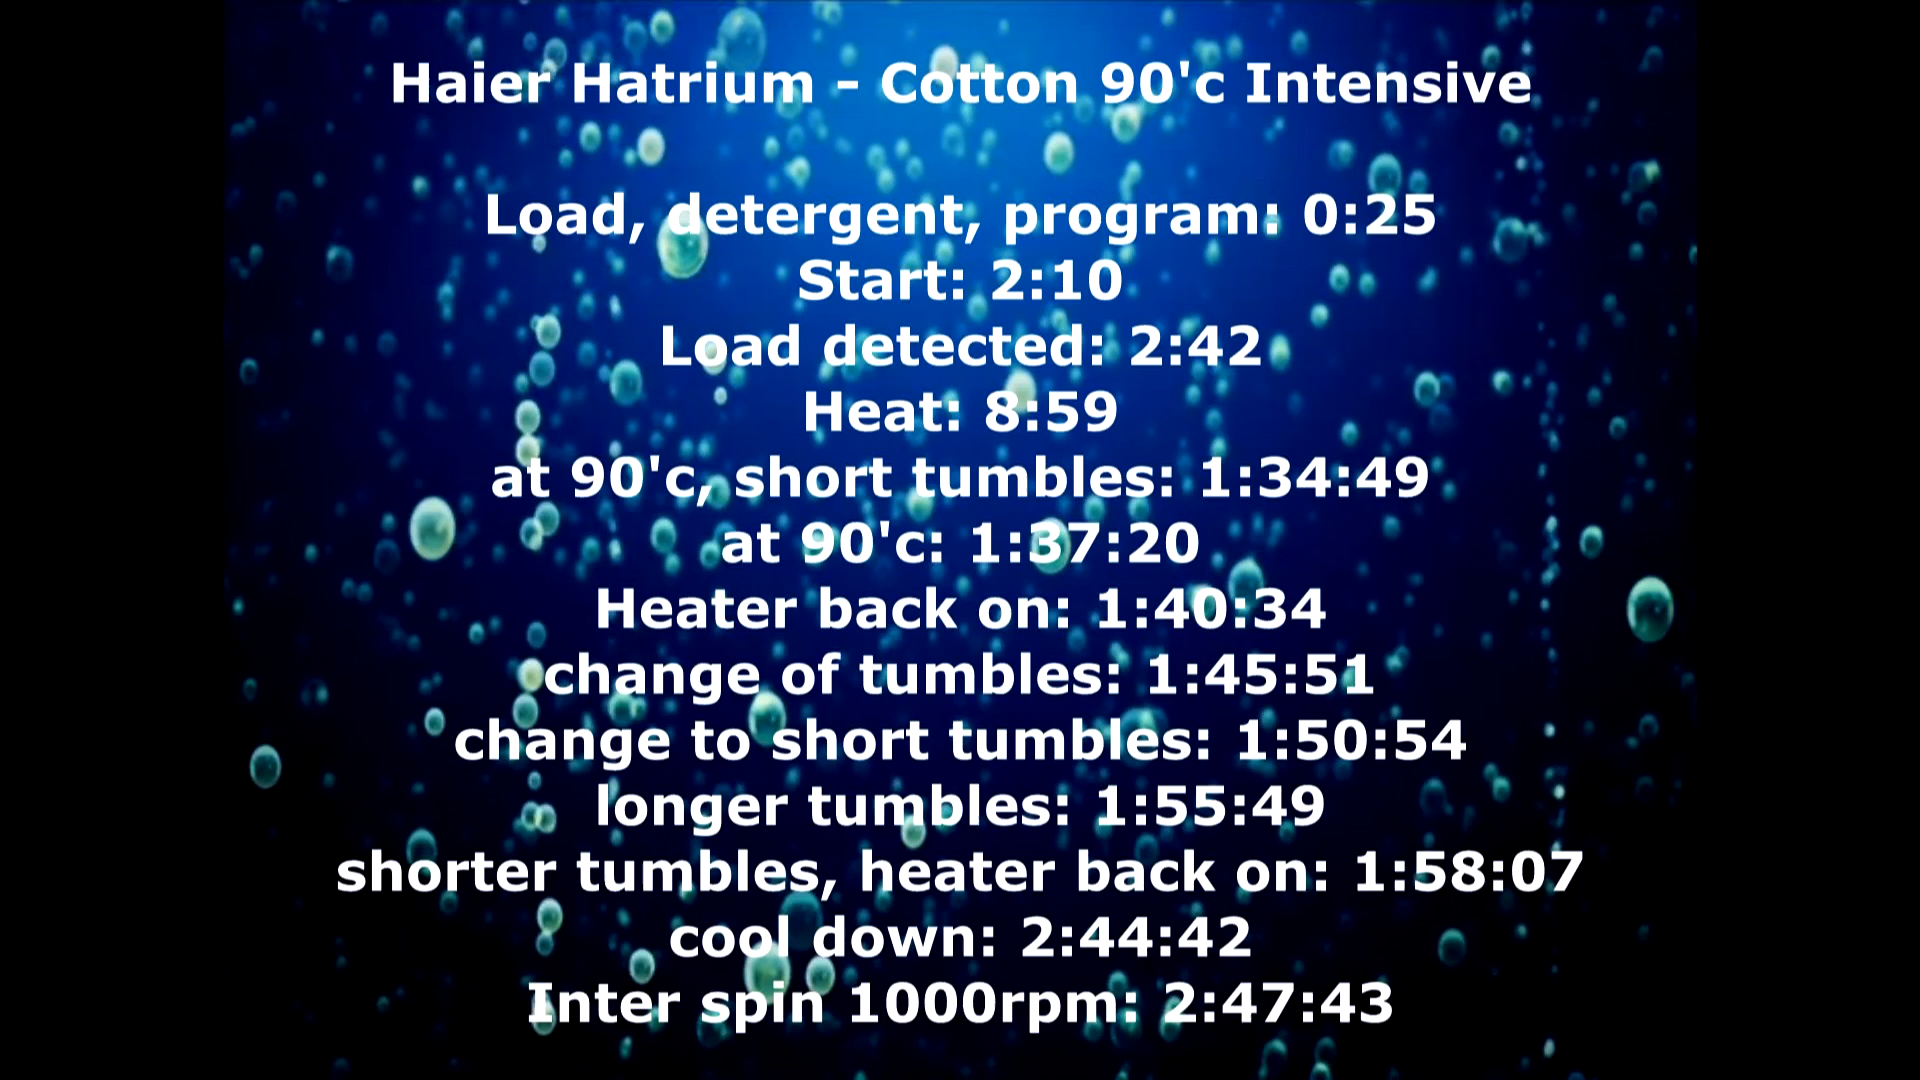 Haier Hatrium - Cotton 90'c Intensive
Load, detergent, program: 0:25
Start: 2:10
Load detected: 2:42
Heat: 8:59
at 90'c, short tumbles: 1:34:49
at 90'c: 1:37:20
Heater back on: 1:40:34
change of tumbles: 1:45:51
change to short tumbles: 1:50:54
longer tumbles: 1:55:49
shorter tumbles, heater back on: 1:58:07
cool down: 2:44:42
Inter spin 1000rpm: 2:47:43